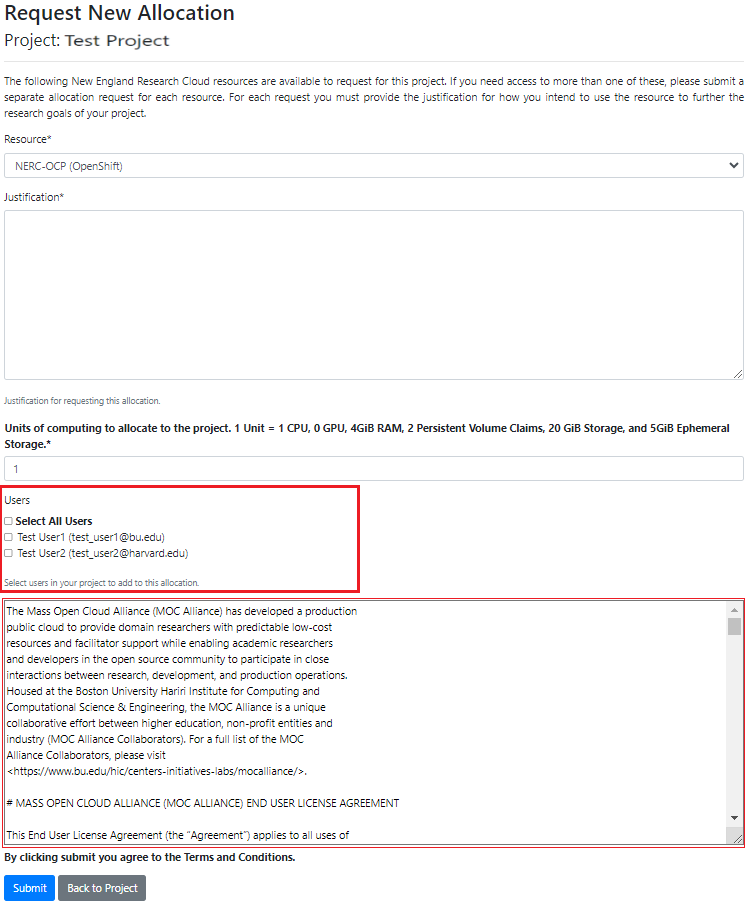 Request New Allocation
Project: Test Project
The following New England Research Cloud resources are available to request for this project. If you need access to more than one of these, please submit a
separate allocation request for each resource. For each request you must provide the justification for how you intend to use the resource to further the
research goals of your project.
Resource*
NERC-OCP (OpenShift)
Justification*
Justification for requesting this allocation.
Units of computing to allocate to the project. 1 Unit = 1 CPU, 0 GPU, 4GiB RAM, 2 Persistent Volume Claims, 20 GiB Storage, and 5GiB Ephemeral
Storage.*
1
Users
Select All Users
Test User1 (test_user1@bu.edu)
Test User2 (test_user2@harvard.edu)
Select users in your project to add to this allocation.
The Mass Open Cloud Alliance (MOC Alliance) has developed a production
public cloud to provide domain researchers with predictable low-cost
resources and facilitator support while enabling academic researchers
and developers in the open source community to participate in close
interactions between research, development, and production operations.
Housed at the Boston University Hariri Institute for Computing and
Computational Science & Engineering, the MOC Alliance is a unique
collaborative effort between higher education, non-profit entities and
industry (MOC Alliance Collaborators). For a full list of the MOC
Alliance Collaborators, please visit
<https://www.bu.edu/hic/centers-initiatives-labs/mocalliance/>.
# MASS OPEN CLOUD ALLIANCE (MOC ALLIANCE) END USER LICENSE AGREEMENT
This End User License Agreement (the “Agreement”) applies to all uses of
By clicking submit you agree to the Terms and Conditions.
Submit Back to Project